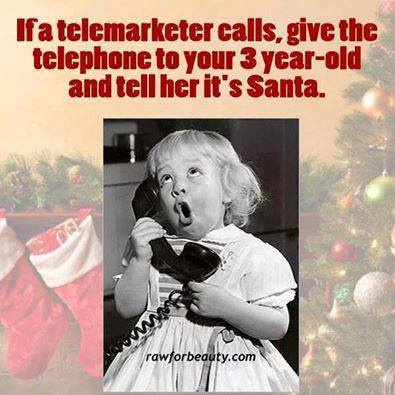 If a telemarketer calls, give the
telephone to your 3 year-old
and tell her it's Santa.
rawforbeauty.com